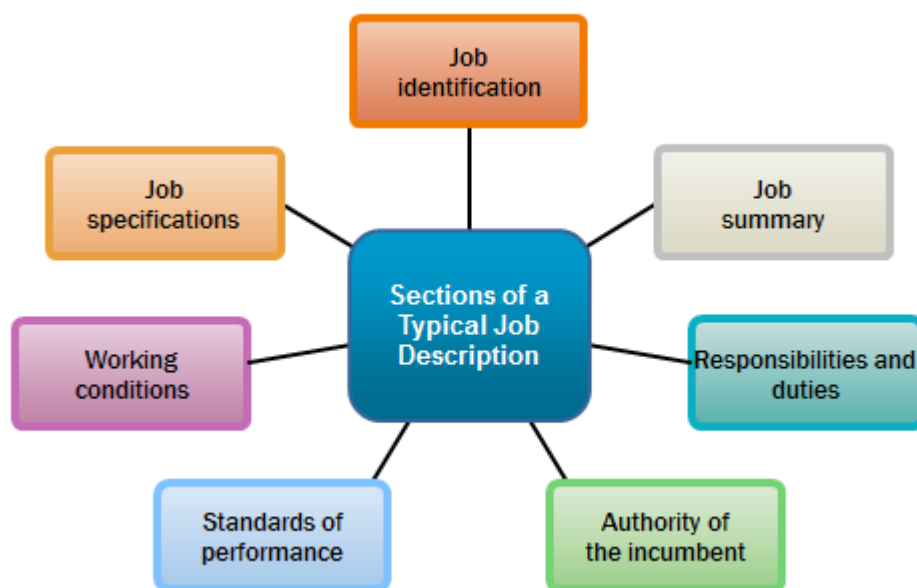 Job
identification
Job
specifications
Job
summary
Sections of a
Typical Job
Description
Working
conditions
Responsibilities and
duties
Standards of
performance
Authority of
the incumbent